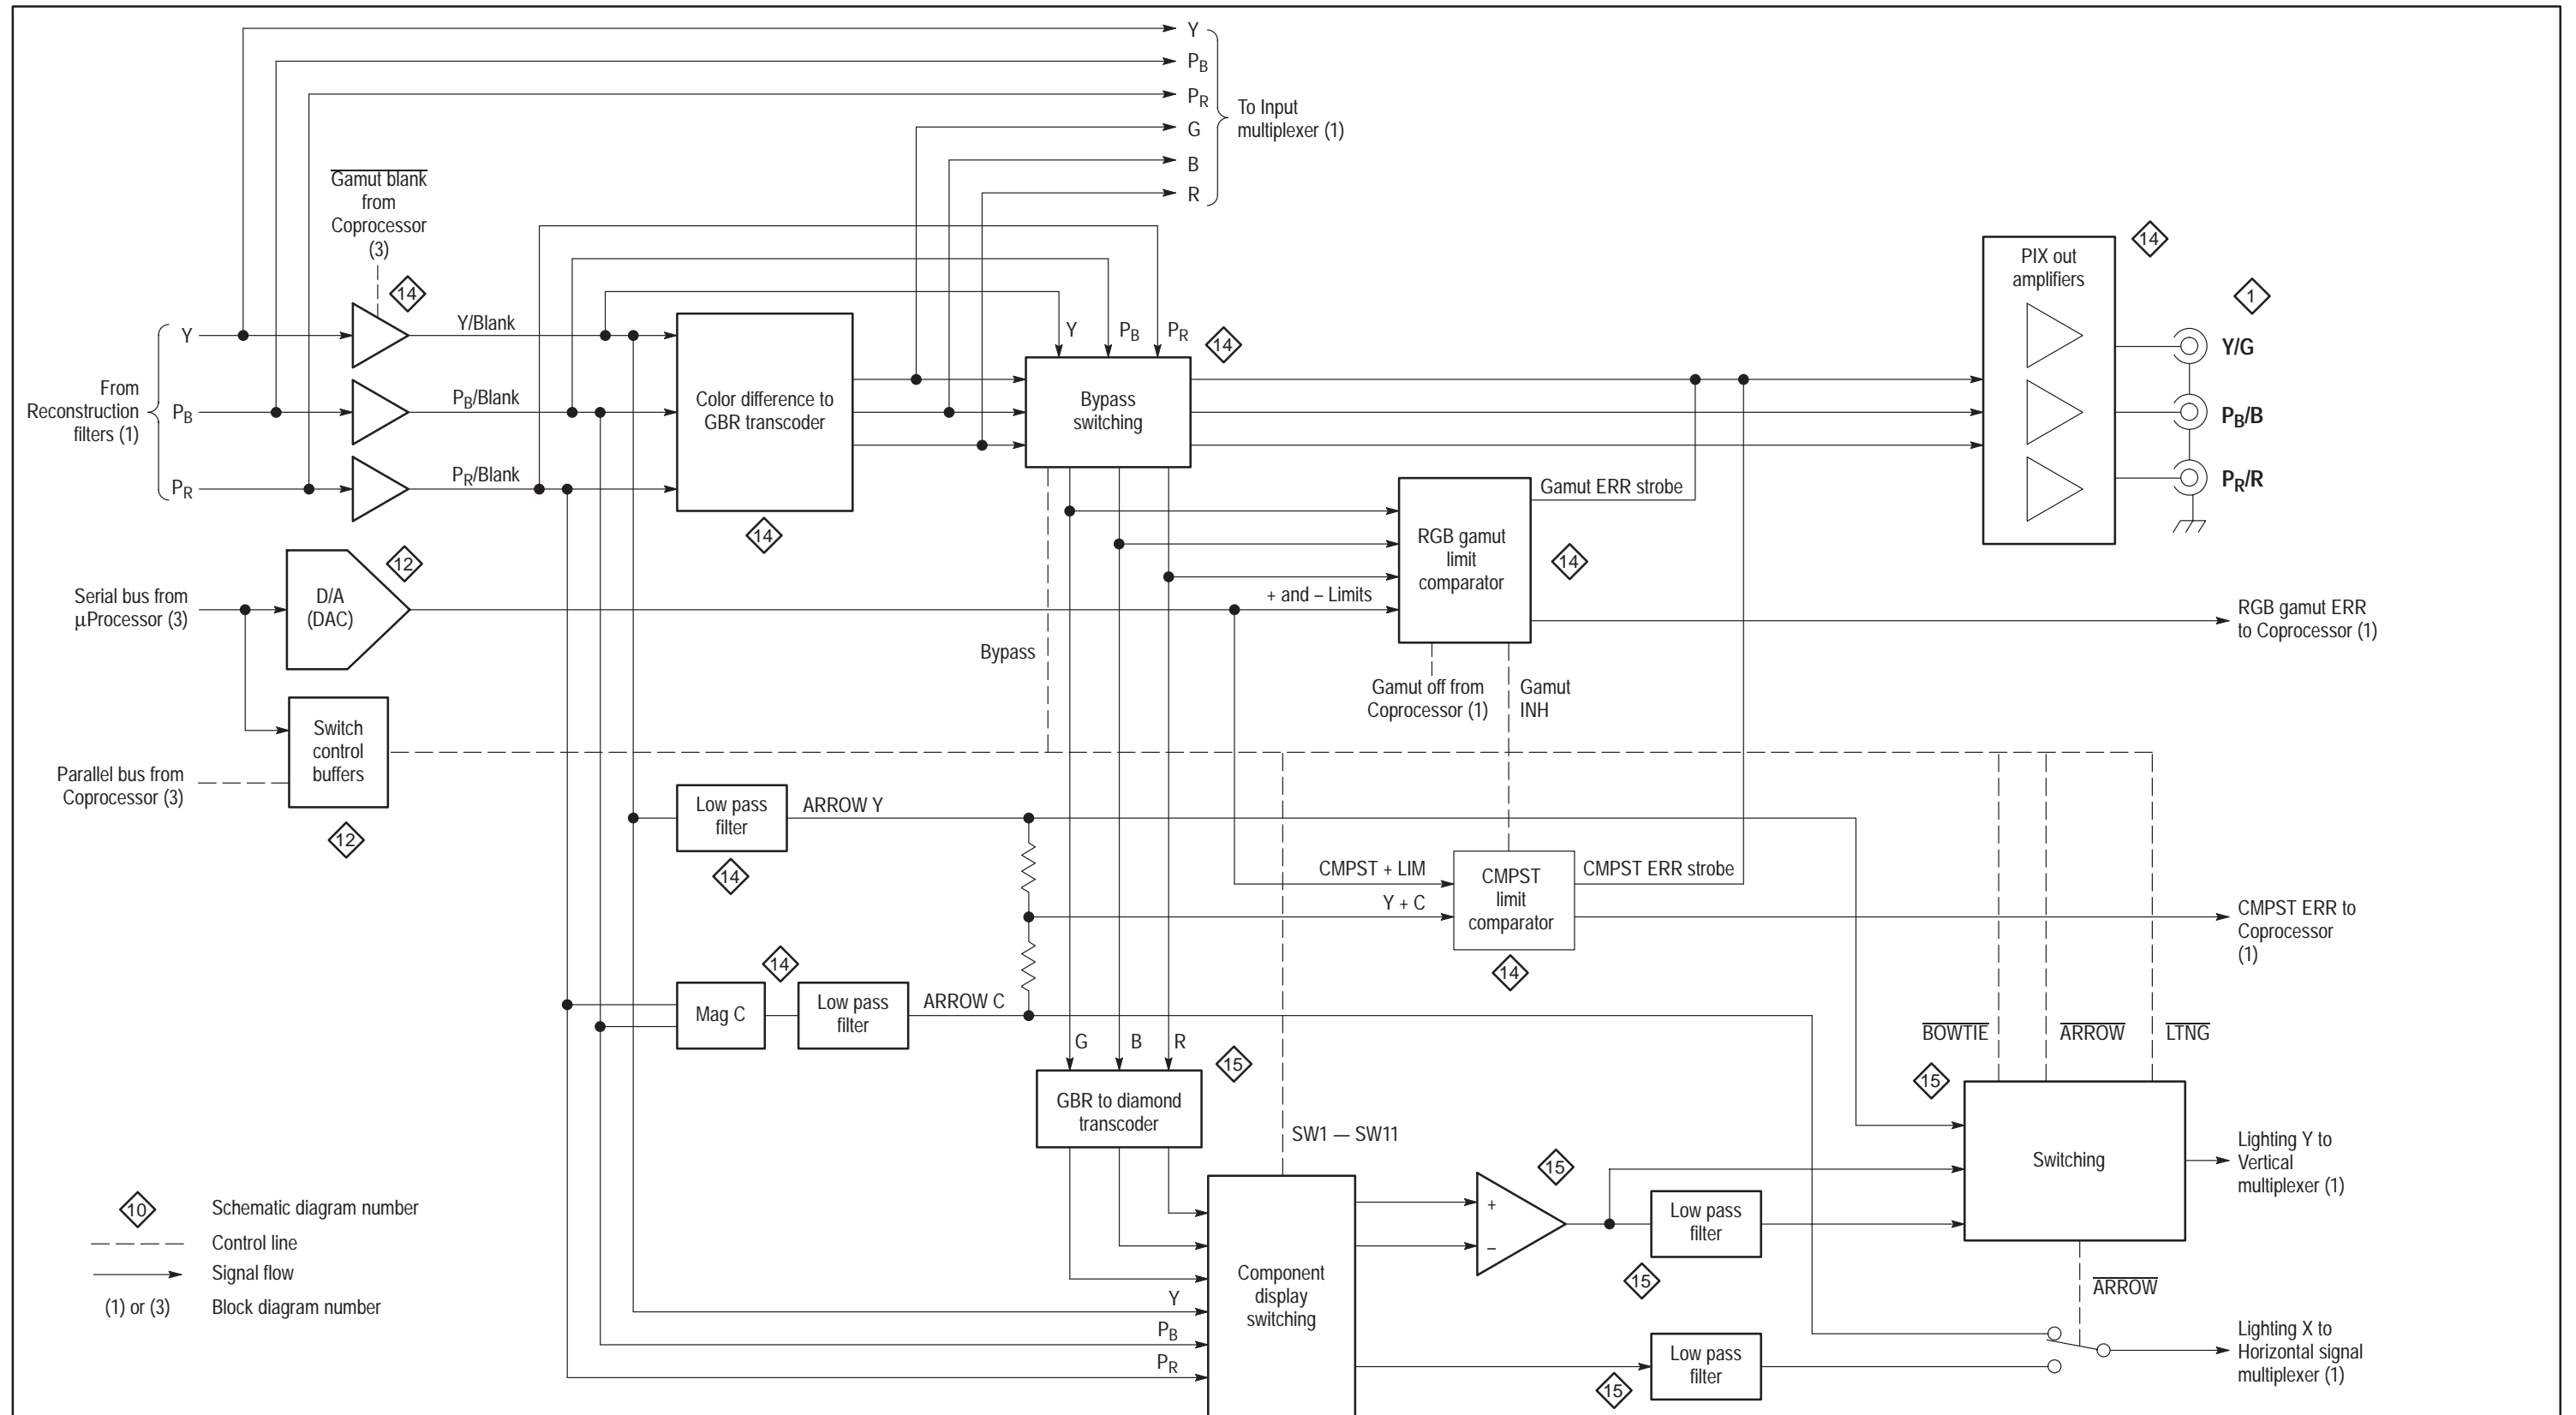 Y
PB
PR
G
B
R
To Input
multiplexer (1)
Gamut blank
from
Coprocessor
(3)
14
From
Reconstruction
filters (1)
Y
PB
PR
Y/Blank
PB/Blank
PR/Blank
Color difference to
GBR transcoder
14
Y
PB
PR
14
Bypass
switching
PIX out
amplifiers
14
1
Y/G
PB/B
PR/R
Serial bus from
µProcessor (3)
D/A
(DAC)
12
+ and – Limits
RGB gamut
limit
comparator
Gamut ERR strobe
14
RGB gamut ERR
to Coprocessor (1)
Bypass
Gamut off from
Coprocessor (1)
Gamut
INH
Switch
control
buffers
Parallel bus from
Coprocessor (3)
12
Low pass
filter
ARROW Y
14
CMPST + LIM
Y + C
CMPST
limit
comparator
CMPST ERR strobe
14
CMPST ERR to
Coprocessor
(1)
Mag C
14
Low pass
filter
ARROW C
G
B
R
15
GBR to diamond
transcoder
SW1 — SW11
BOWTIE
ARROW
LTNG
15
Switching
Lighting Y to
Vertical
multiplexer (1)
15
+
–
Low pass
filter
15
Component
display
switching
Y
PB
PR
ARROW
Low pass
filter
15
Lighting X to
Horizontal signal
multiplexer (1)
10
Schematic diagram number
Control line
Signal flow
(1) or (3)
Block diagram number